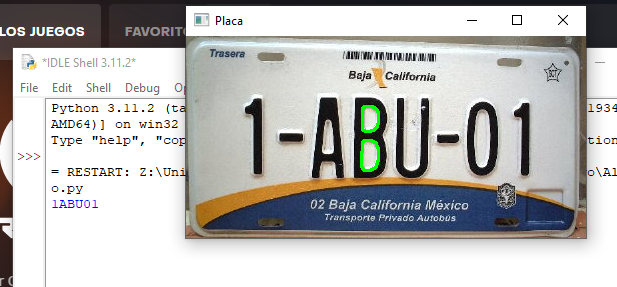 LOS JUEGOS
FAVORITO
Placa
*IDLE Shell 3.11.2*
File Edit Shell Debug
Python 3.11.2 (ta
1934
AMD64)] on win32
Type "help", "cop
tion
>>>
= RESTART: Z:\Uni
o\Al
o.py
1ABU01
Trasera
Baja California
1-ABU-01
02 Baja California México
Transporte Privado Autobús